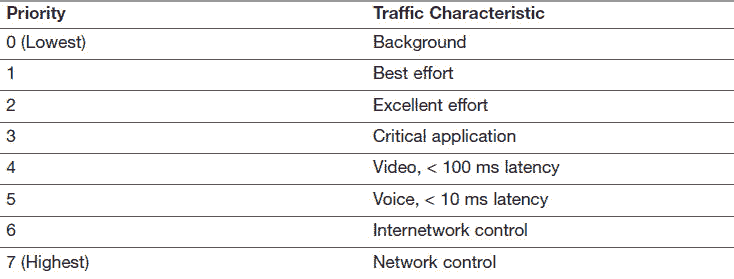 Priority Traffic Characteristic
0 (Lowest) Background
1 Best effort
2 Excellent effort
3 Critical application
4 Video, < 100 ms latency
5 Voice, < 10 ms latency
6 Internetwork control
7 (Highest) Network control